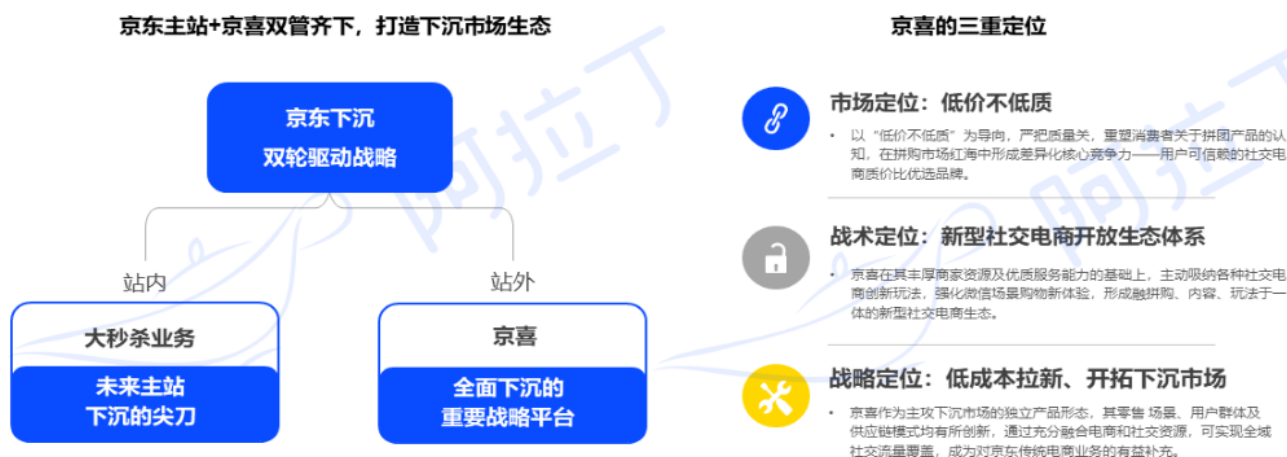 京东主站+京喜双管齐下，打造下沉市场生态
京东下沉
双轮驱动战略
站内
站外
大秒杀业务
未来主站
下沉的尖刀
京喜
全面下沉的
重要战略平台
京喜的三重定位
市场定位：低价不低质
• 以“低价不低质”为导向，严把质量关，重塑消费者关于拼团产品的认
知，在拼购市场红海中形成差异化核心竞争力——用户可信赖的社交电
商质价比优选品牌。
战术定位：新型社交电商开放生态体系
• 京喜在其丰厚商家资源及优质服务能力的基础上，主动吸纳各种社交电
商创新玩法，强化微信场景购物新体验，形成融拼购、内容、玩法于一
体的新型社交电商生态。
战略定位：低成本拉新、开拓下沉市场
• 京喜作为主攻下沉市场的独立产品形态，其零售 场景、用户群体及
供应链模式均有所创新，通过充分融合电商和社交资源，可实现全域
社交流量覆盖，成为对京东传统电商业务的有益补充。
阿拉丁
阿拉丁